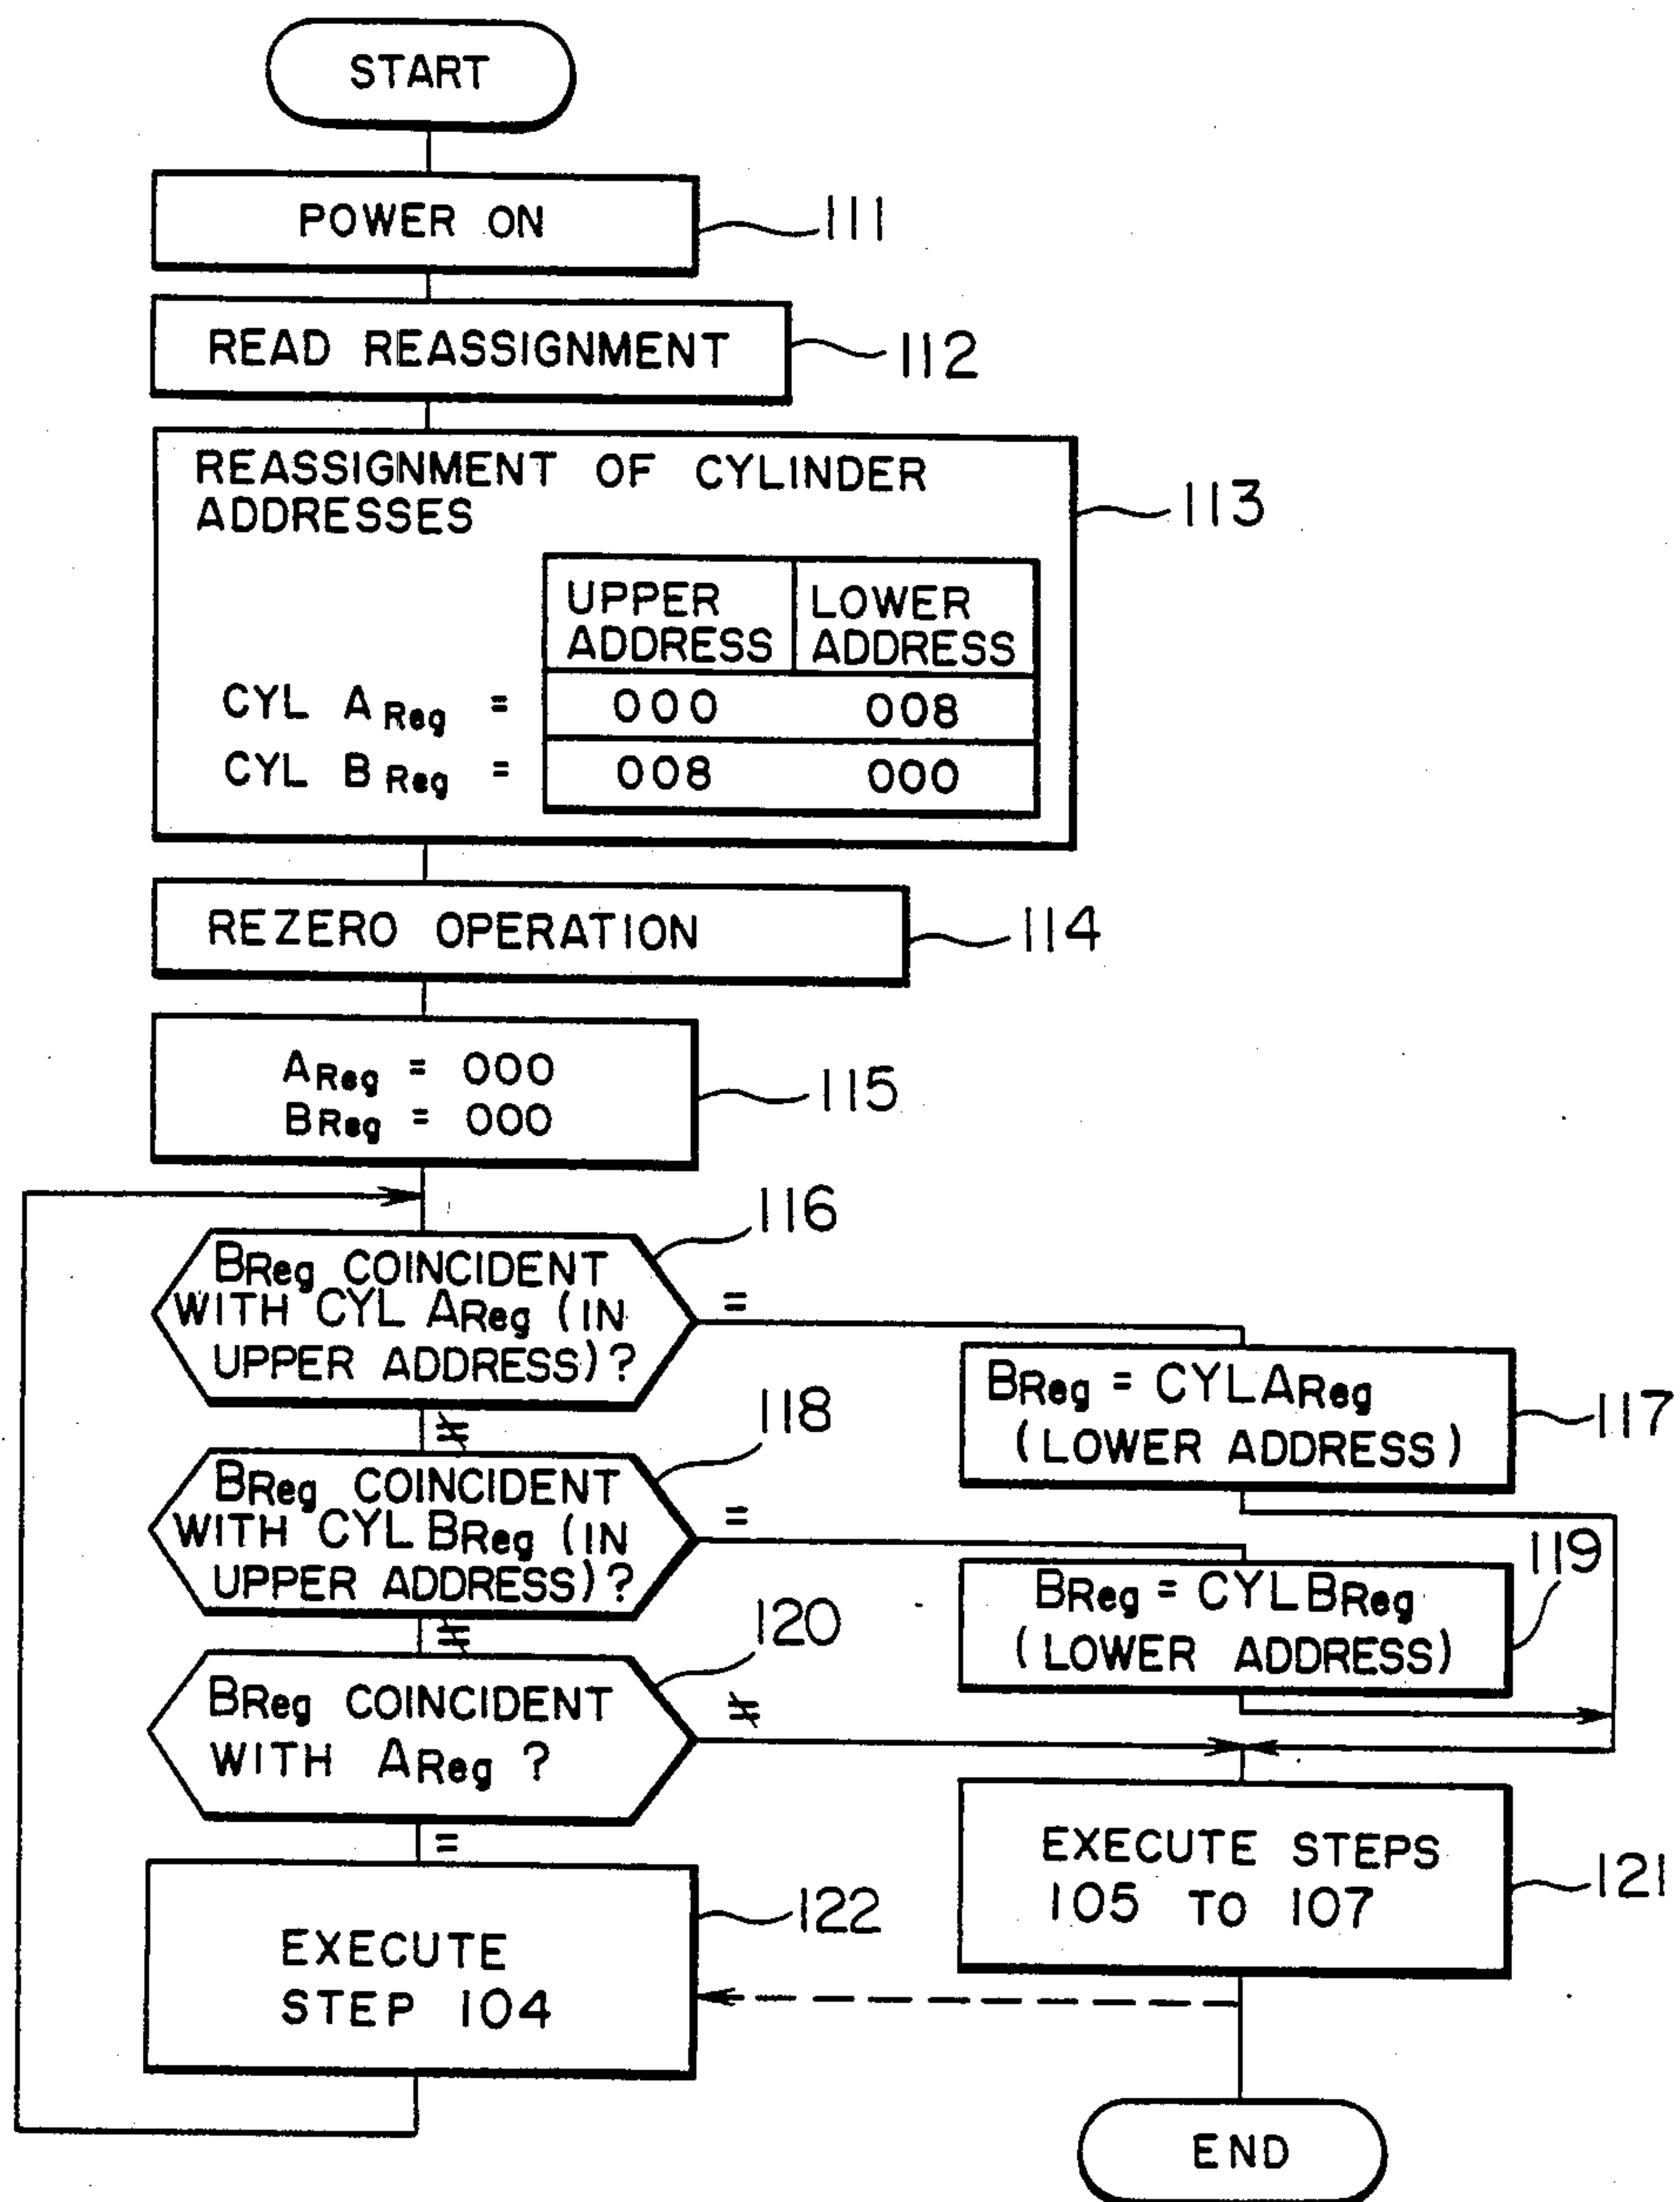 START
POWER ON
111
READ REASSIGNMENT
112
REASSIGNMENT OF CYLINDER
ADDRESSES
113
UPPER ADDRESS
LOWER ADDRESS
CYL A Reg = 000 008
CYL B Reg = 008 000
REZERO OPERATION
114
AReg = 000
BReg = 000
115
116
BReg COINCIDENT
WITH CYL AReg (IN
UPPER ADDRESS)?
=
≠
BReg = CYLAReg
(LOWER ADDRESS)
117
118
BReg COINCIDENT
WITH CYL BReg (IN
UPPER ADDRESS)?
=
≠
119
BReg = CYLBReg
(LOWER ADDRESS)
120
BReg COINCIDENT
WITH AReg ?
≠
=
EXECUTE STEPS
105 TO 107
121
EXECUTE
STEP 104
122
END